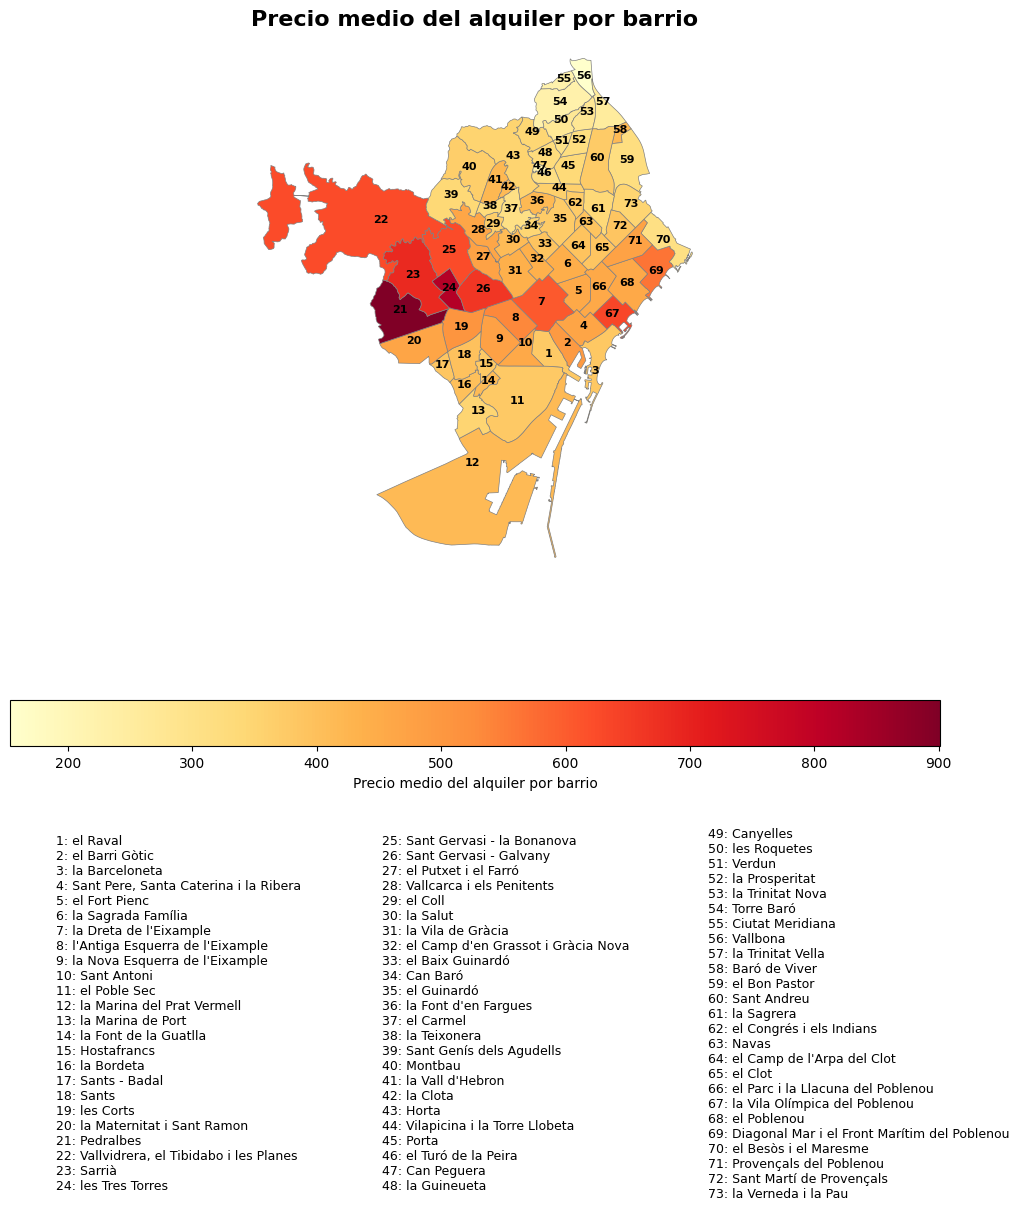 Precio medio del alquiler por barrio
55 56
54 57
53
50
58
49
51 52
48
43
60 59
40 47 45
46
41
42 44
39
36 62 73
38 37 61
22
35
63
34 72
29
28
30 33 71 70
64 65
25
27 32
6
31 69
23
24 26 66 68
5
7
21
8 67
19 4
20 9 10 2
18 1
17 15
3
16 14
11
13
12
200 300 400 500 600 700 800 900
Precio medio del alquiler por barrio
1: el Raval
2: el Barri Gòtic
3: la Barceloneta
4: Sant Pere, Santa Caterina i la Ribera
5: el Fort Pienc
6: la Sagrada Família
7: la Dreta de l'Eixample
8: l'Antiga Esquerra de l'Eixample
9: la Nova Esquerra de l'Eixample
10: Sant Antoni
11: el Poble Sec
12: la Marina del Prat Vermell
13: la Marina de Port
14: la Font de la Guatlla
15: Hostafrancs
16: la Bordeta
17: Sants - Badal
18: Sants
19: les Corts
20: la Maternitat i Sant Ramon
21: Pedralbes
22: Vallvidrera, el Tibidabo i les Planes
23: Sarrià
24: les Tres Torres
25: Sant Gervasi - la Bonanova
26: Sant Gervasi - Galvany
27: el Putxet i el Farró
28: Vallcarca i els Penitents
29: el Coll
30: la Salut
31: la Vila de Gràcia
32: el Camp d'en Grassot i Gràcia Nova
33: el Baix Guinardó
34: Can Baró
35: el Guinardó
36: la Font d'en Fargues
37: el Carmel
38: la Teixonera
39: Sant Genís dels Agudells
40: Montbau
41: la Vall d'Hebron
42: la Clota
43: Horta
44: Vilapicina i la Torre Llobeta
45: Porta
46: el Turó de la Peira
47: Can Peguera
48: la Guineueta
49: Canyelles
50: les Roquetes
51: Verdun
52: la Prosperitat
53: la Trinitat Nova
54: Torre Baró
55: Ciutat Meridiana
56: Vallbona
57: la Trinitat Vella
58: Baró de Viver
59: el Bon Pastor
60: Sant Andreu
61: la Sagrera
62: el Congrés i els Indians
63: Navas
64: el Camp de l'Arpa del Clot
65: el Clot
66: el Parc i la Llacuna del Poblenou
67: la Vila Olímpica del Poblenou
68: el Poblenou
69: Diagonal Mar i el Front Marítim del Poblenou
70: el Besòs i el Maresme
71: Provençals del Poblenou
72: Sant Martí de Provençals
73: la Verneda i la Pau